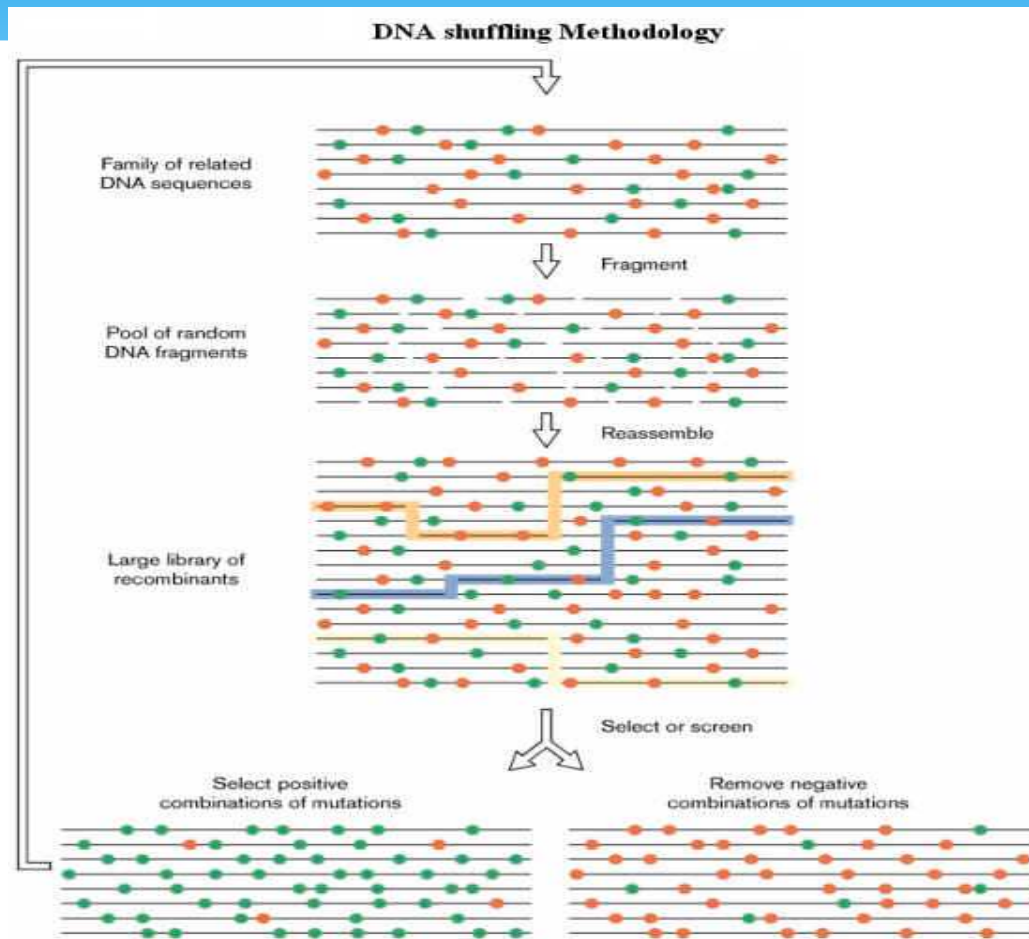 DNA shuffling Methodology
Family of related
DNA sequences
Fragment
Pool of random
DNA fragments
Reassemble
Large library of
recombinants
Select or screen
Select positive
combinations of mutations
Remove negative
combinations of mutations